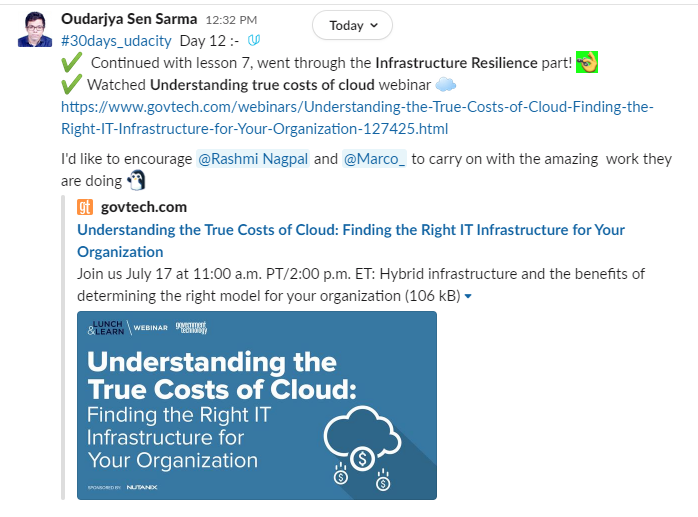 Oudarjya Sen Sarma 12:32 PM
Today
#30days_udacity Day 12 :-
Continued with lesson 7, went through the Infrastructure Resilience part!
Watched Understanding true costs of cloud webinar
https://www.govtech.com/webinars/Understanding-the-True-Costs-of-Cloud-Finding-the-
Right-IT-Infrastructure-for-Your-Organization-127425.html
I'd like to encourage @Rashmi Nagpal and @Marco_ to carry on with the amazing work they
are doing
gt govtech.com
Understanding the True Costs of Cloud: Finding the Right IT Infrastructure for Your
Organization
Join us July 17 at 11:00 a.m. PT/2:00 p.m. ET: Hybrid infrastructure and the benefits of
determining the right model for your organization (106 kB)
LUNCH
&LEARN
WEBINAR
government
technology
Understanding the
True Costs of Cloud:
Finding the Right IT
Infrastructure for
Your Organization
$
$ $
SPONSORED BY NUTANIX